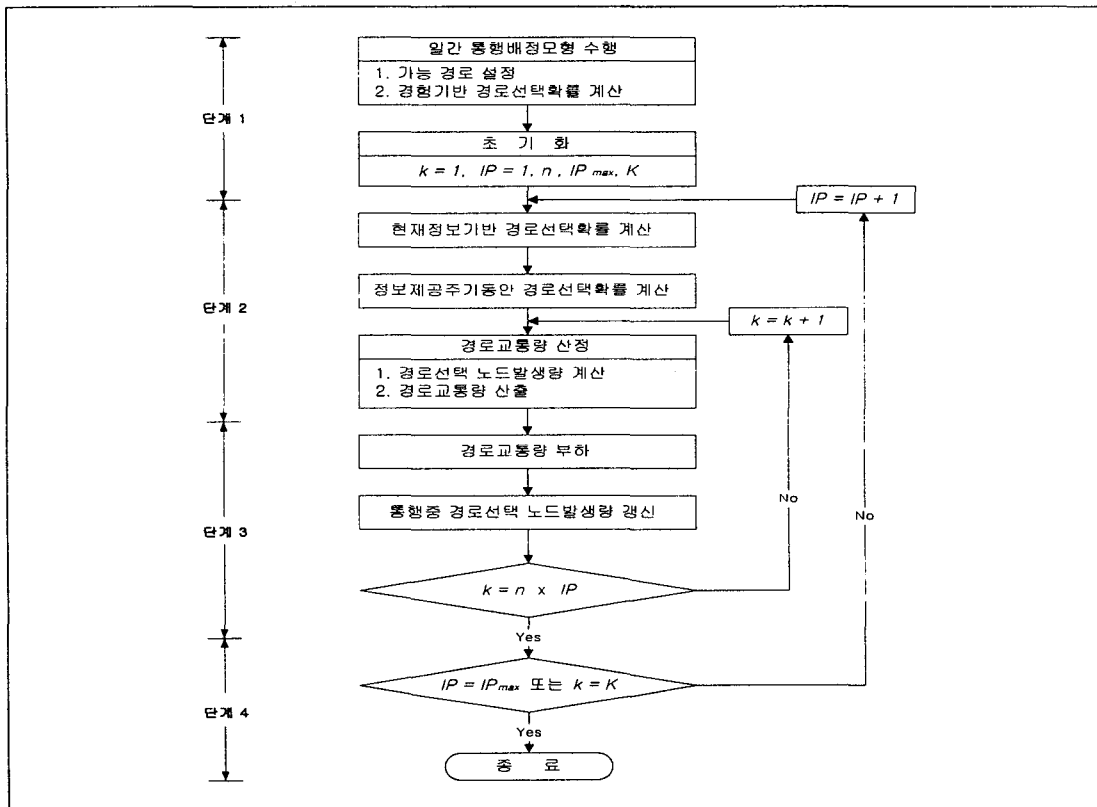 일간 통행배정모형 수행
1. 가능 경로 설정
2. 경험기반 경로선택확률 계산
단계 1
초 기 화
k = 1, IP = 1, n , IP max, K
IP = IP + 1
현재정보기반 경로선택확률 계산
정보제공주기동안 경로선택확률 계산
단계 2
k = k + 1
경로교통량 산정
1. 경로선택 노드발생량 계산
2. 경로교통량 산출
경로교통량 부하
No
No
통행중 경로선택 노드발생량 갱신
단계 3
k = n x IP
Yes
IP = IPmax 또는 k = K
단계 4
Yes
종 료